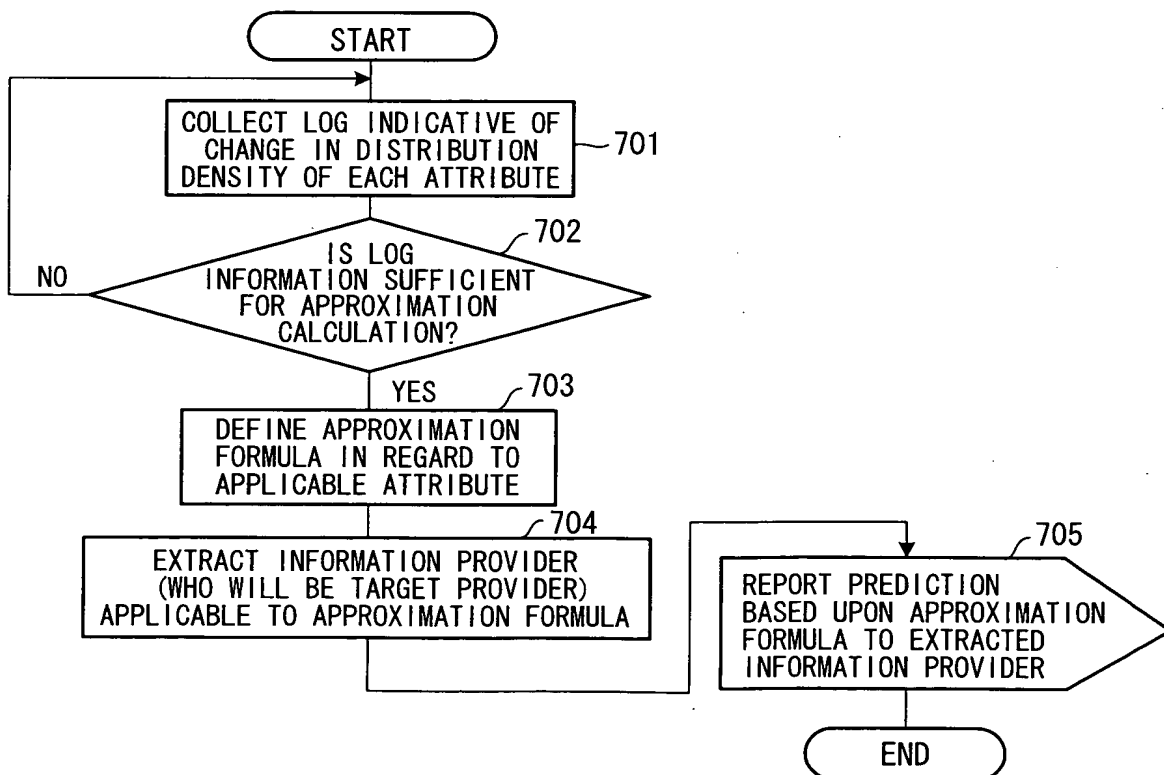 START
COLLECT LOG INDICATIVE OF
CHANGE IN DISTRIBUTION
DENSITY OF EACH ATTRIBUTE
701
702
IS LOG
INFORMATION SUFFICIENT
FOR APPROXIMATION
CALCULATION?
NO
YES
703
DEFINE APPROXIMATION
FORMULA IN REGARD TO
APPLICABLE ATTRIBUTE
704
EXTRACT INFORMATION PROVIDER
(WHO WILL BE TARGET PROVIDER)
APPLICABLE TO APPROXIMATION FORMULA
705
REPORT PREDICTION
BASED UPON APPROXIMATION
FORMULA TO EXTRACTED
INFORMATION PROVIDER
END